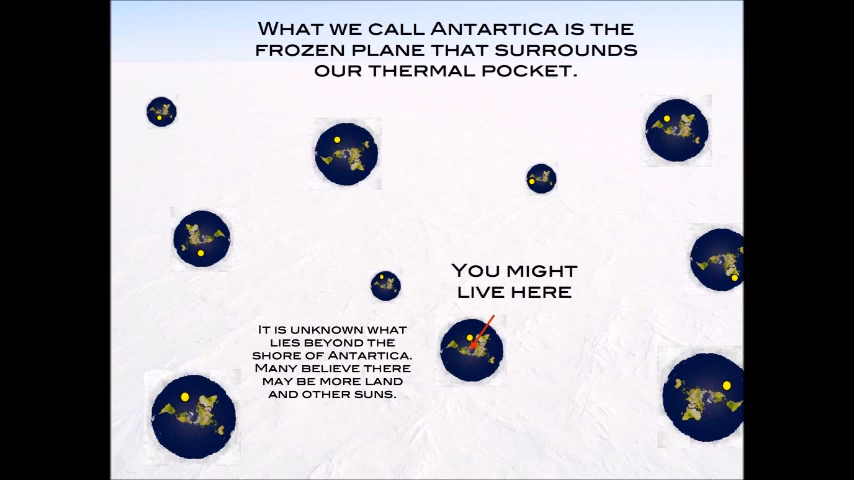 What we call Antartica is the
frozen plane that surrounds
our thermal pocket.
You might
live here
It is unknown what
lies beyond the
shore of Antartica.
Many believe there
may be more land
and other suns.